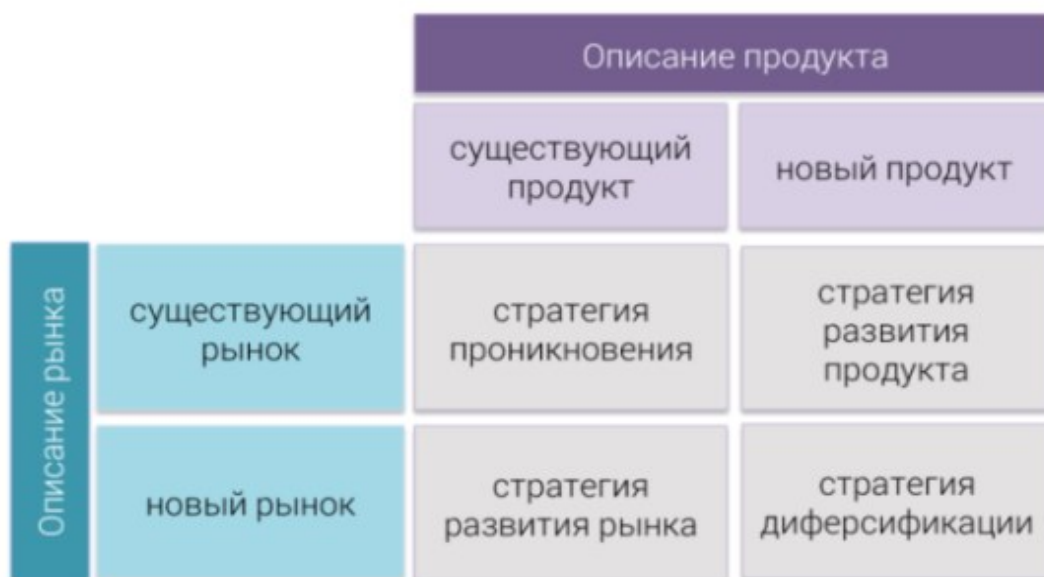 Описание продукта
существующий
продукт
новый продукт
Описание рынка
существующий
рынок
стратегия
проникновения
стратегия
развития
продукта
новый рынок
стратегия
развития рынка
стратегия
диферсификации